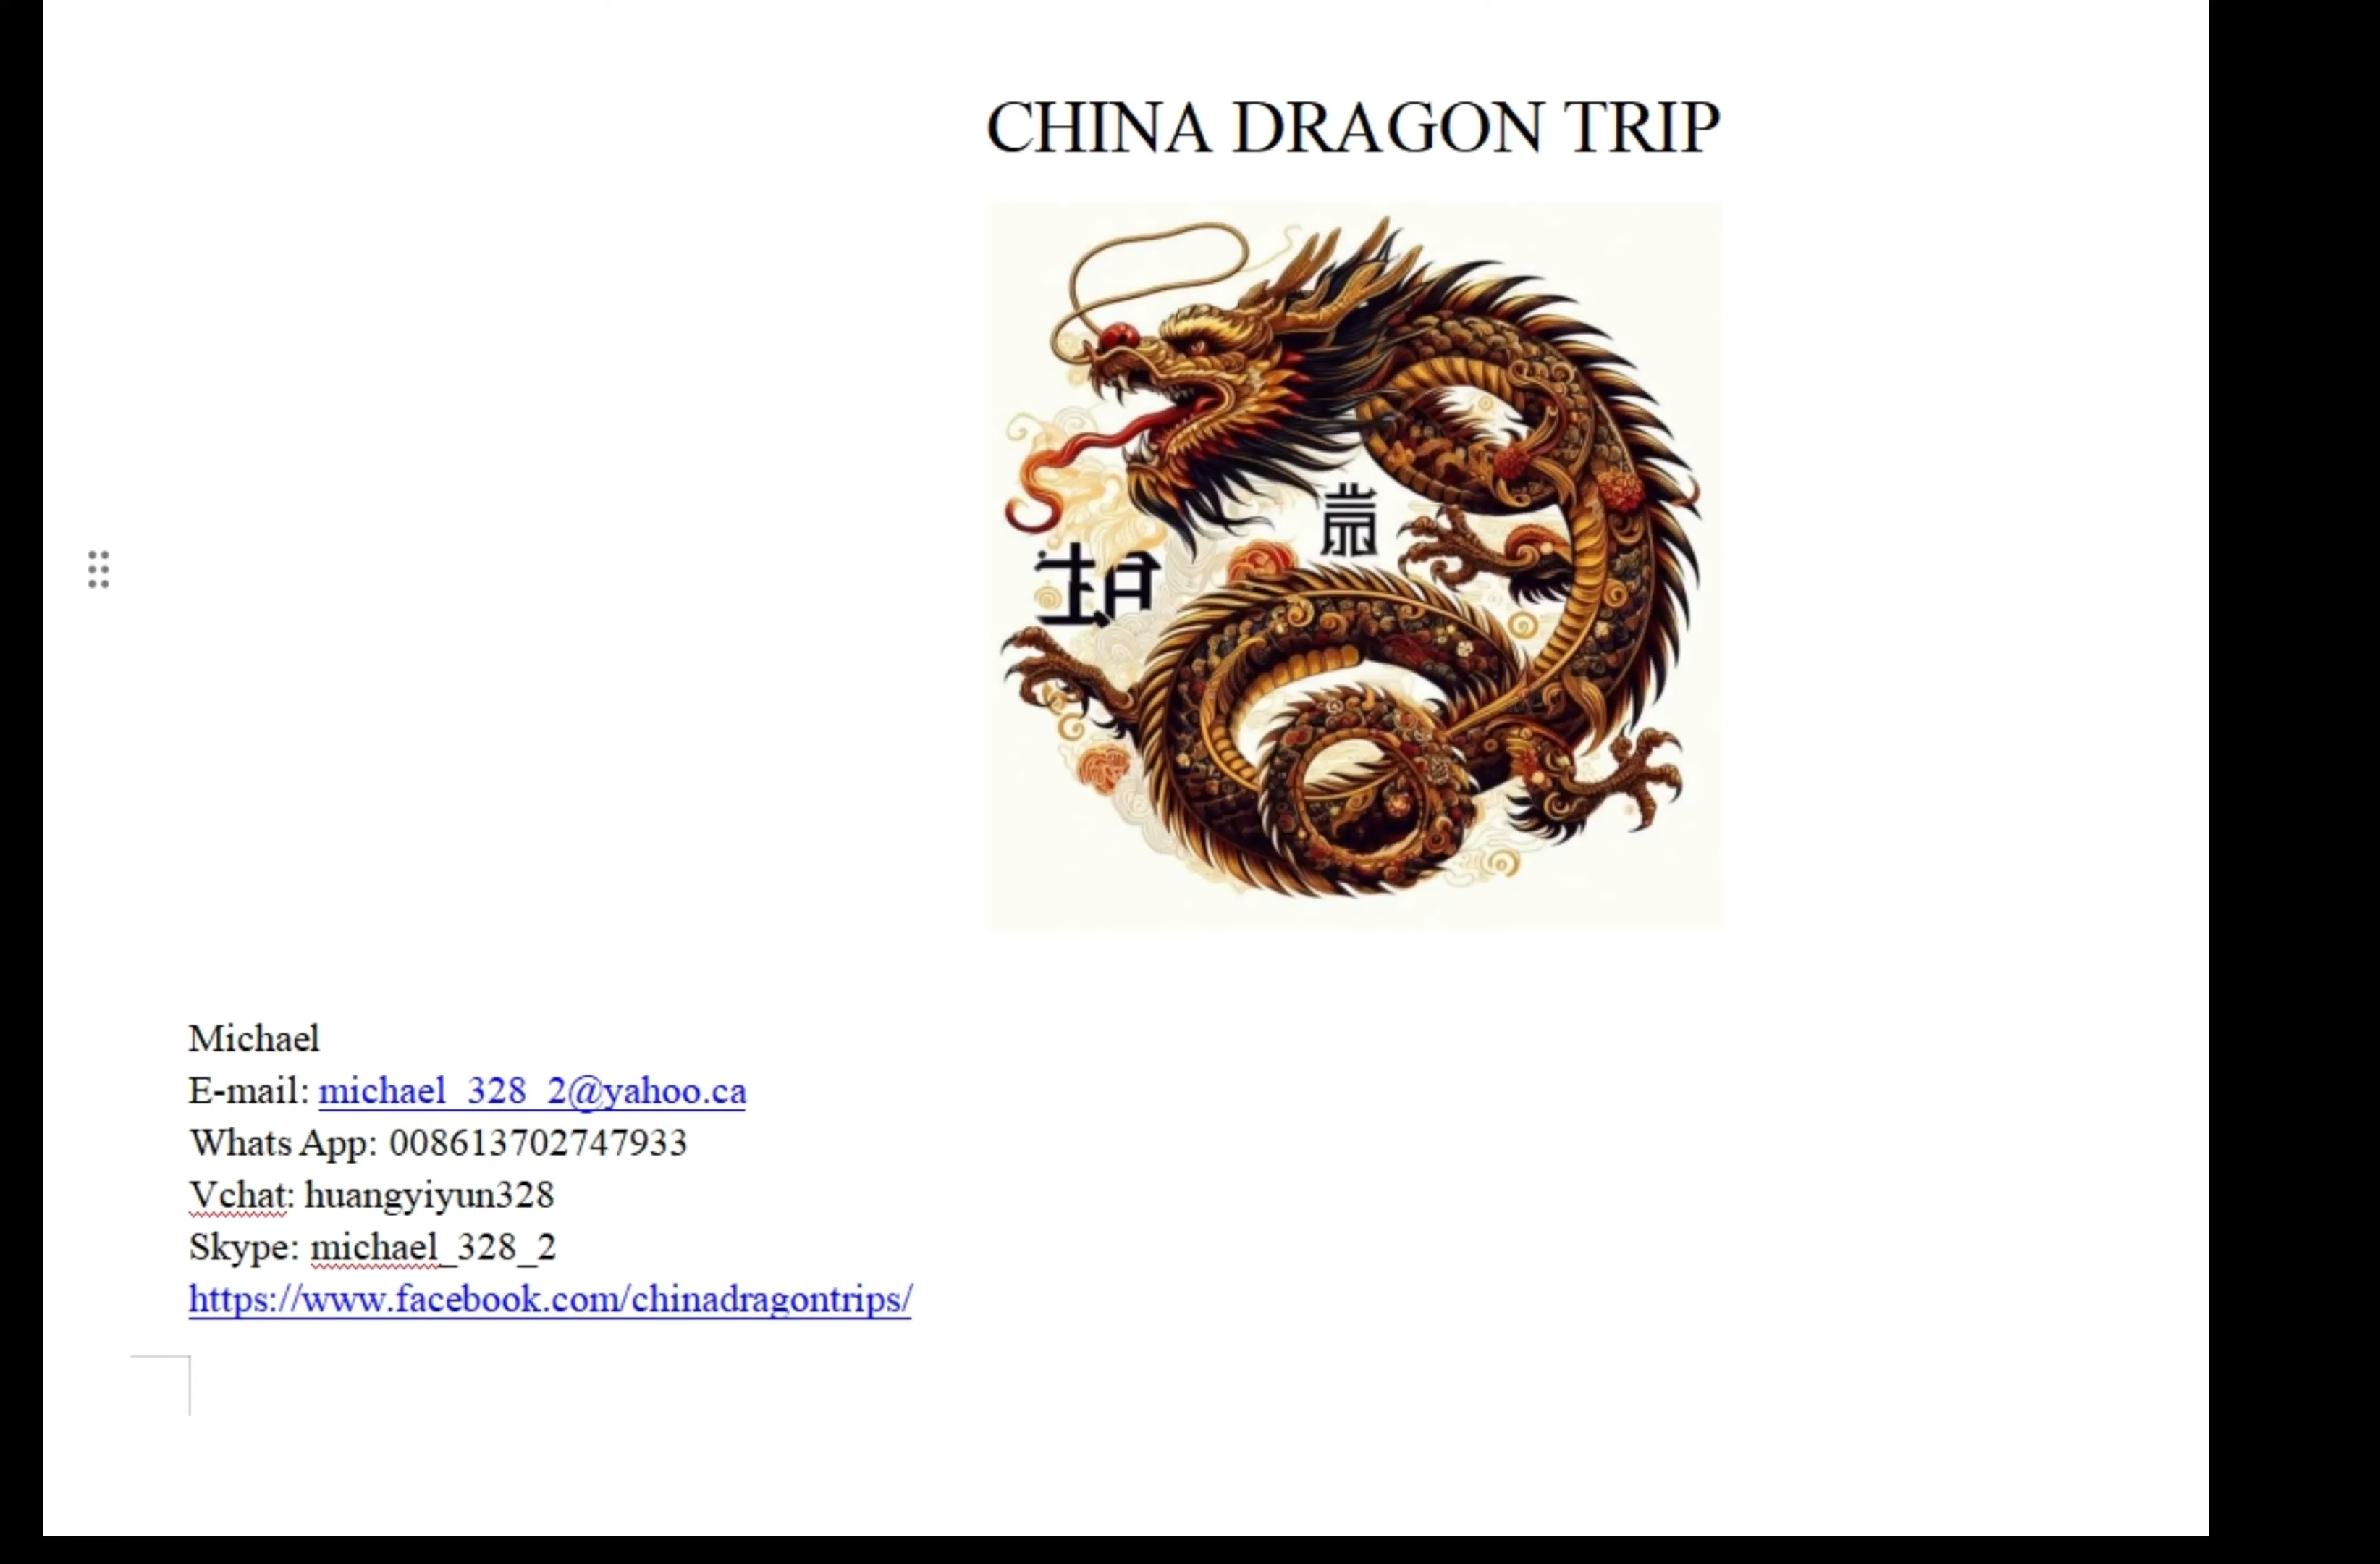 CHINA DRAGON TRIP
Michael
E-mail: michael_328_2@yahoo.ca
Whats App: 008613702747933
Vchat: huangyiyun328
Skype: michael_328_2
https://www.facebook.com/chinadragontrips/